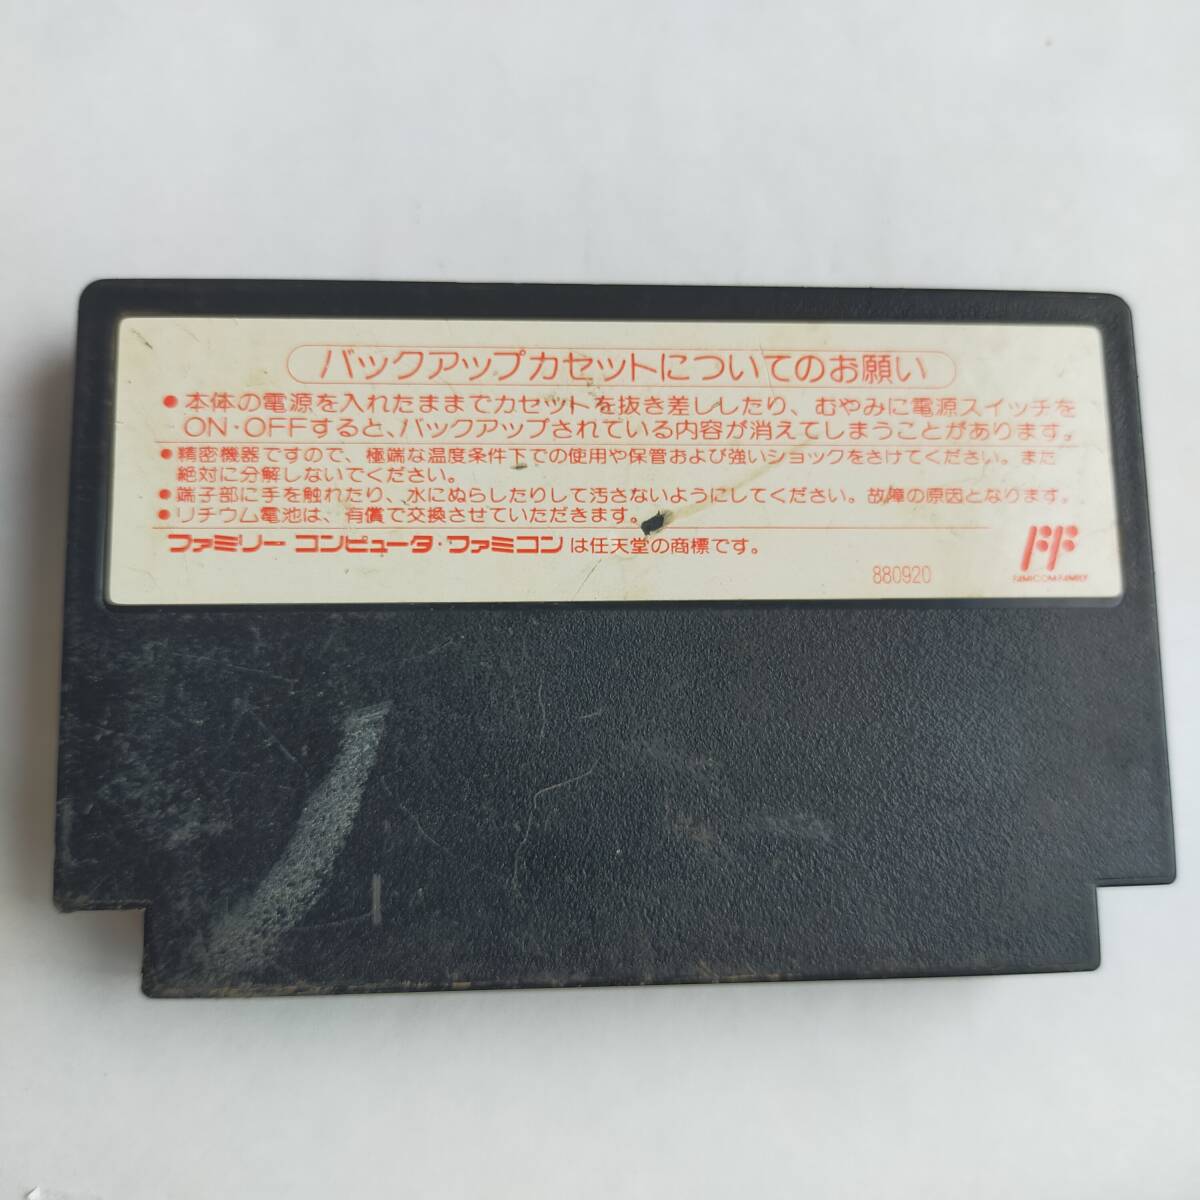 バックアップカセットについてのお願い
●本体の電源を入れたままでカセットを抜き差ししたり、むやみに電源スイッチを
ON・OFFすると、バックアップされている内容が消えてしまうことがあります。
●精密機器ですので、極端な温度条件下での使用や保管および強いショックをさけてください。また
絶対に分解しないでください。
●端子部に手を触れたり、水にぬらしたりして汚さないようにしてください。故障の原因となります。
●リチウム電池は、有償で交換させていただきます。
ファミリー コンピュータ・ファミコンは任天堂の商標です。
880920
FF
FAMICOM FAMILY